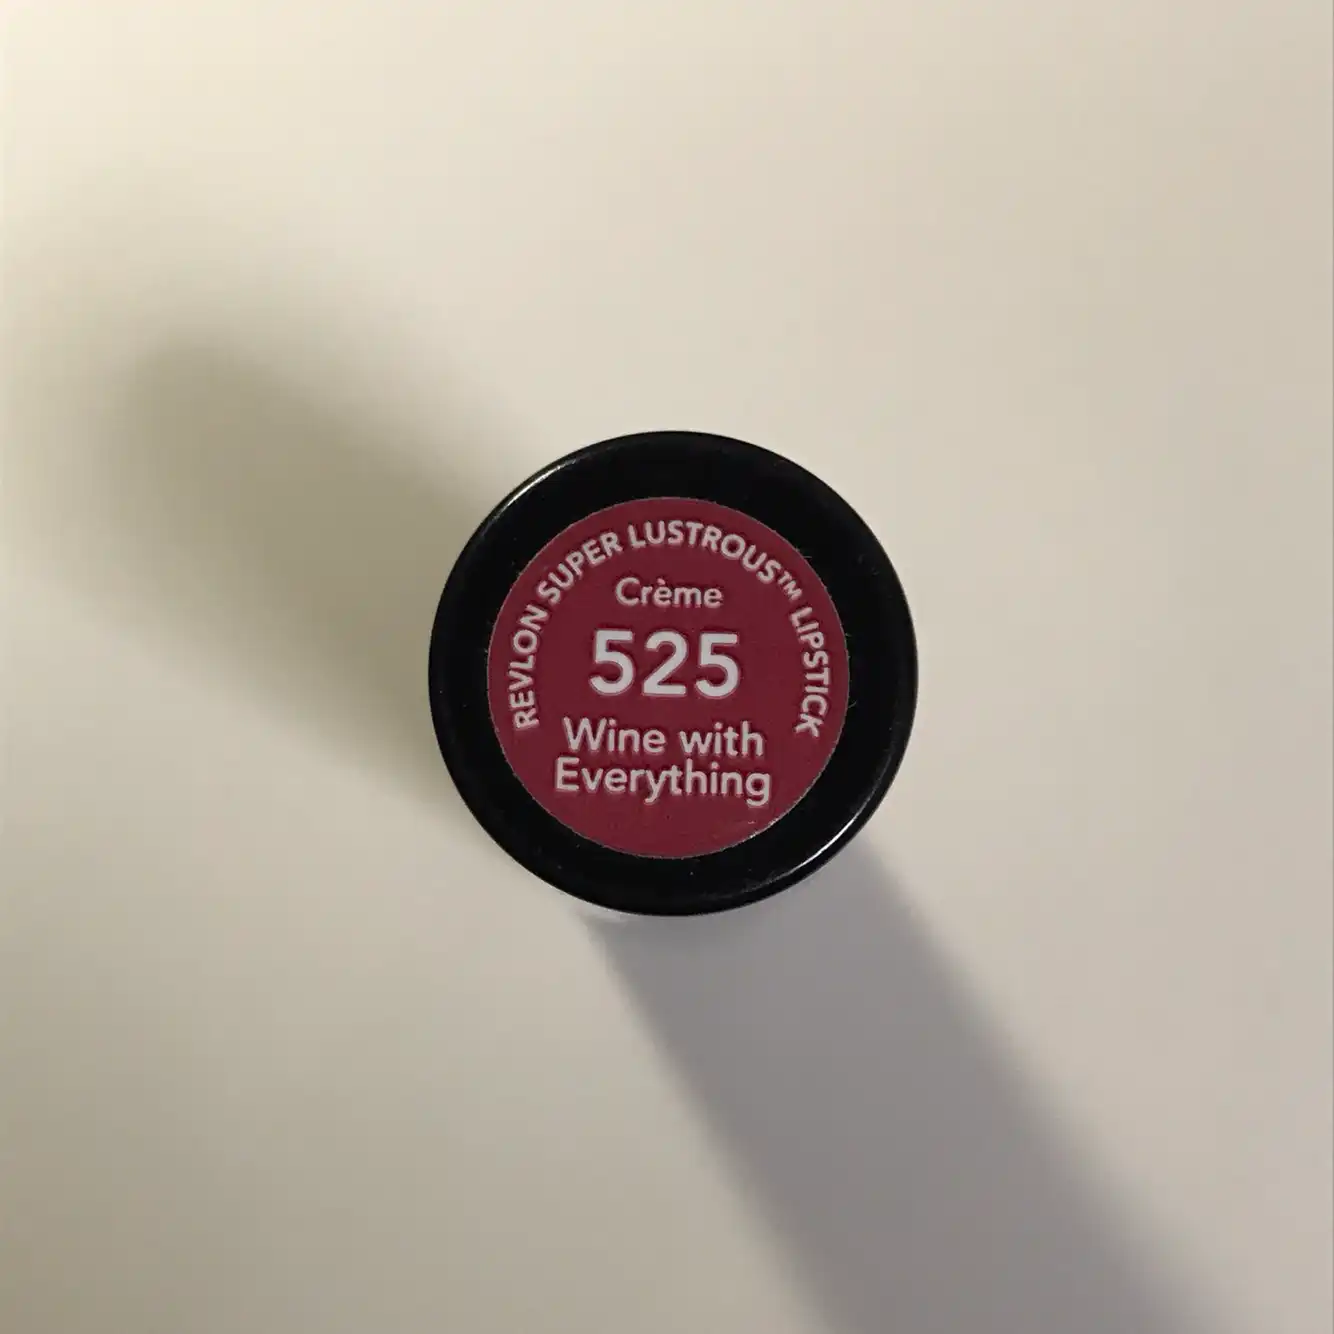 REVLON SUPER LUSTROUS™ LIPSTICK
Crème
525
Wine with
Everything